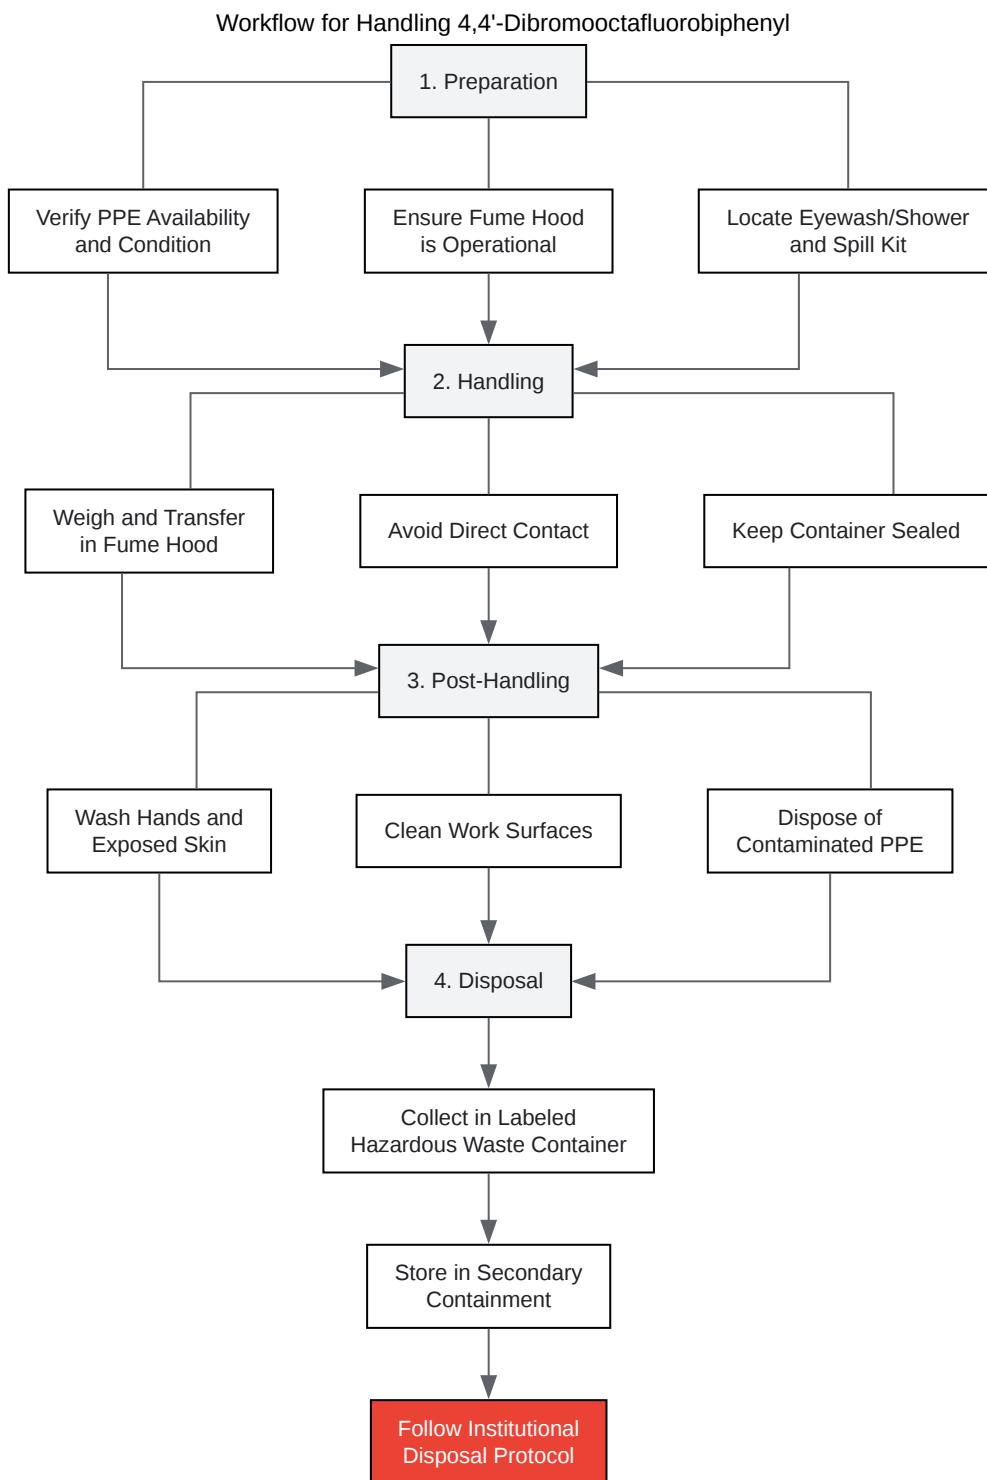 Workflow for Handling 4,4'-Dibromooctafluorobiphenyl
1. Preparation
Verify PPE Availability
and Condition
Ensure Fume Hood
is Operational
Locate Eyewash/Shower
and Spill Kit
2. Handling
Weigh and Transfer
in Fume Hood
Avoid Direct Contact
Keep Container Sealed
3. Post-Handling
Wash Hands and
Exposed Skin
Clean Work Surfaces
Dispose of
Contaminated PPE
4. Disposal
Collect in Labeled
Hazardous Waste Container
Store in Secondary
Containment
Follow Institutional
Disposal Protocol